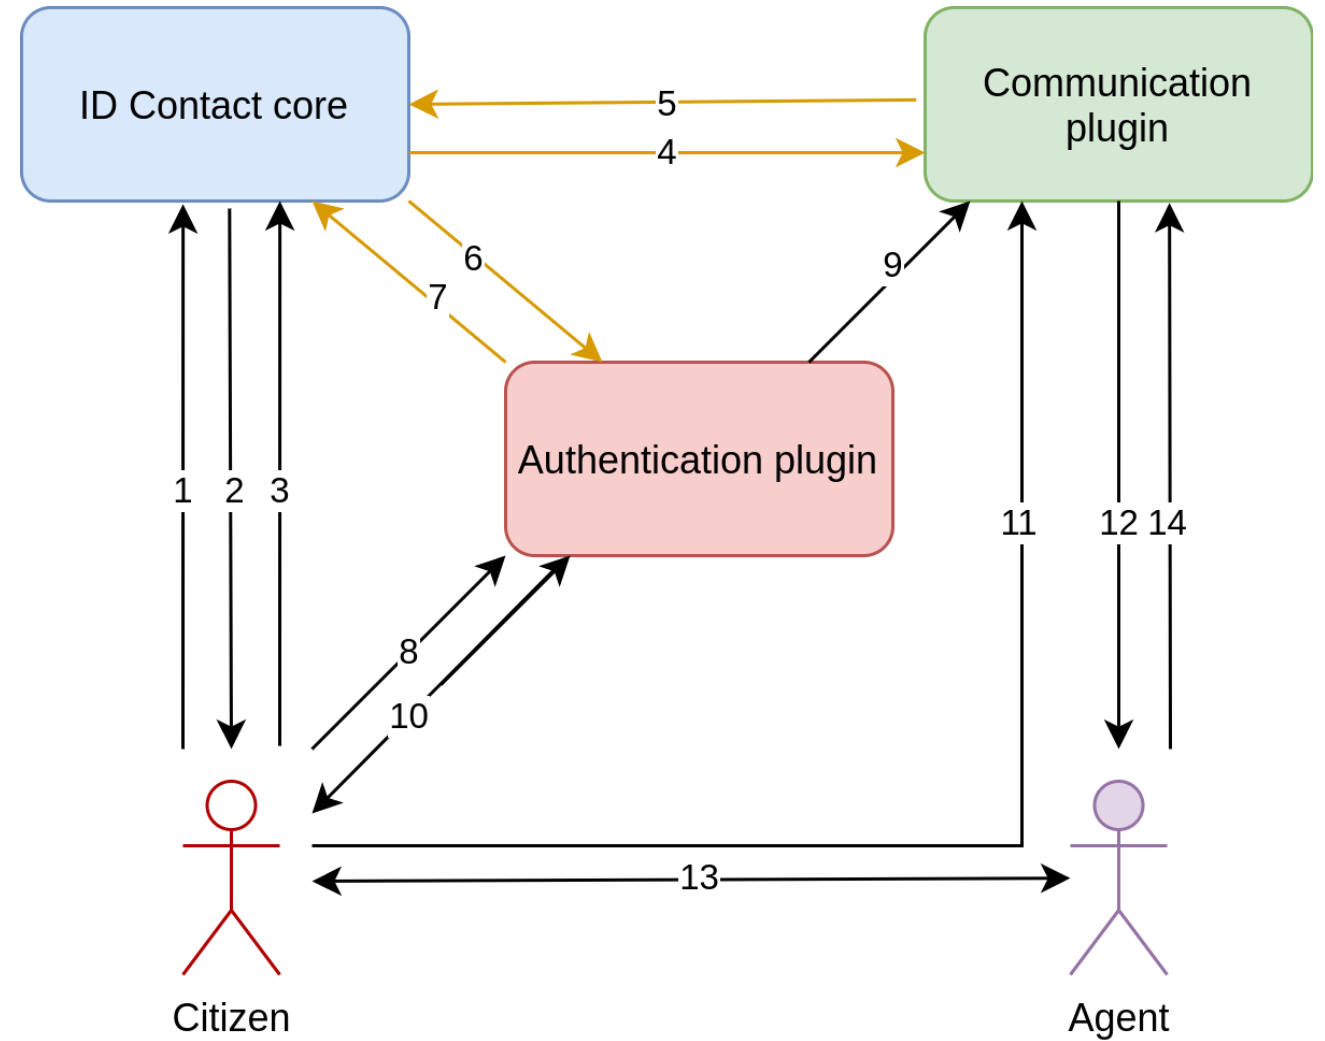 ID Contact core
Communication
plugin
5
4
6
7
9
Authentication plugin
1
2
3
11
12
14
8
10
13
Citizen
Agent